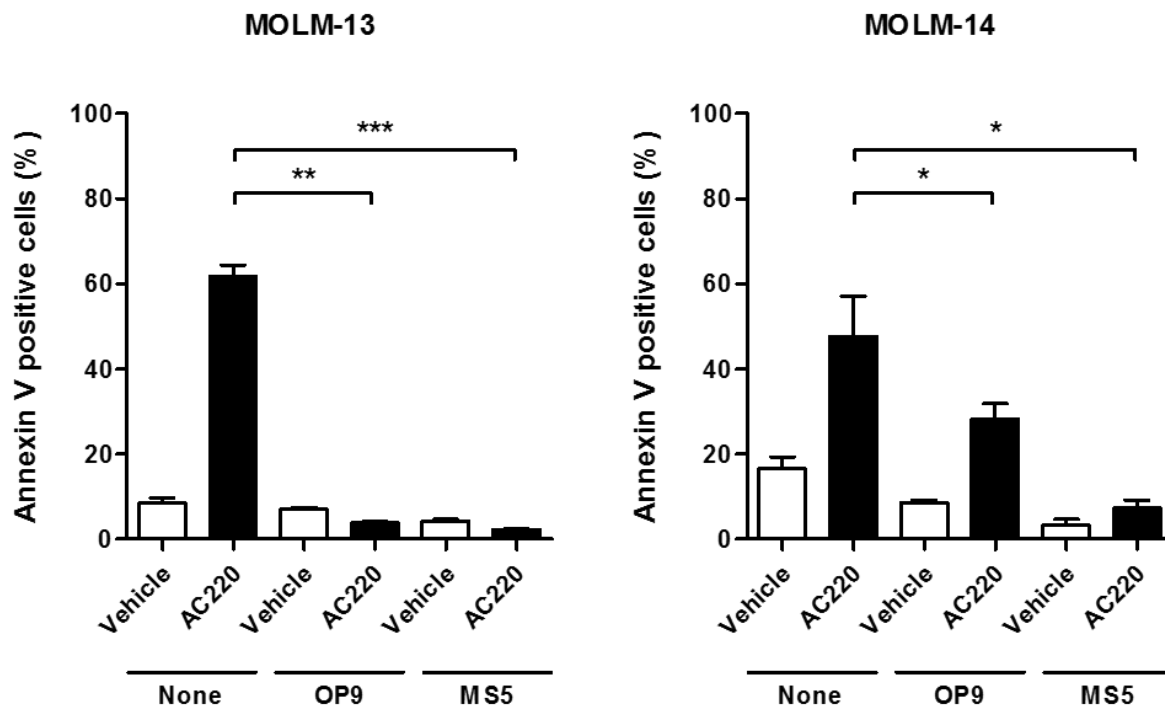 MOLM-13
Annexin V positive cells (% )
100
80
60
40
20
0
***
**
Vehicle
AC220
Vehicle
AC220
Vehicle
AC220
None
OP9
MS5
MOLM-14
Annexin V positive cells (% )
100
80
60
40
20
0
*
*
Vehicle
AC220
Vehicle
AC220
Vehicle
AC220
None
OP9
MS5